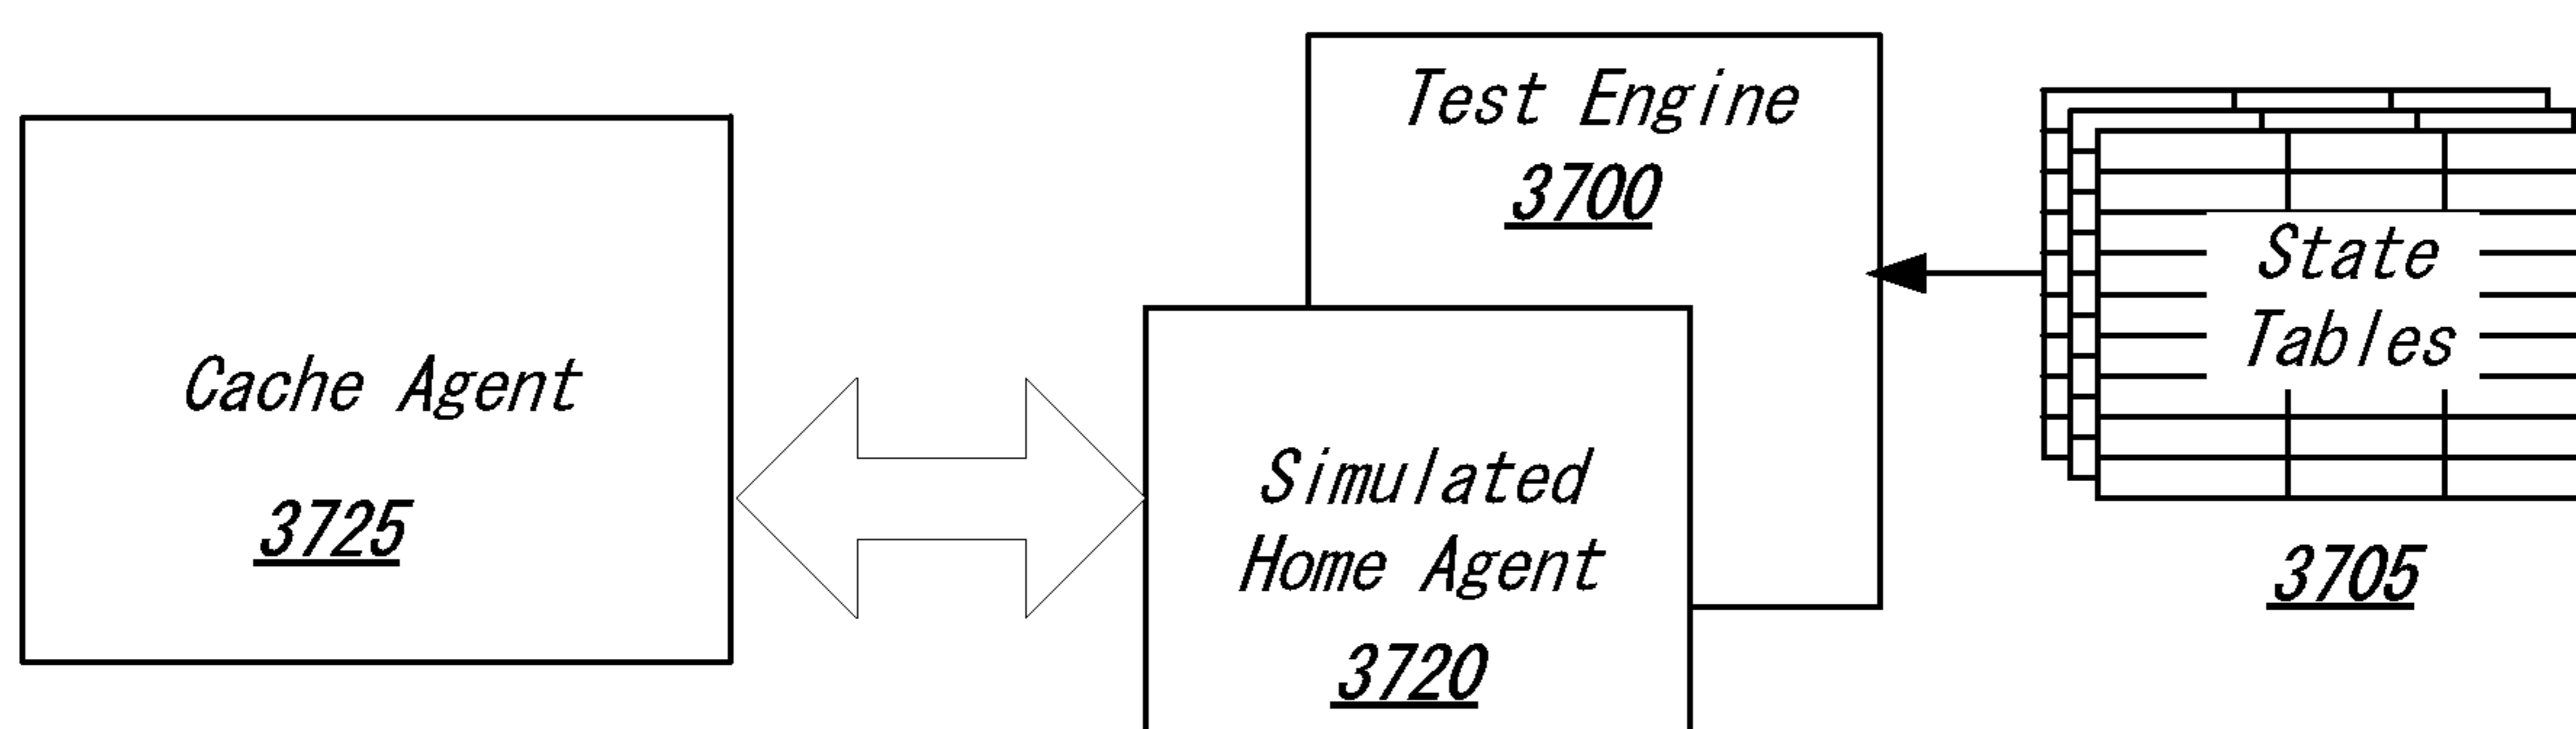 Cache Agent
3725
Test Engine
3700
Simulated
Home Agent
3720
State
Tables
3705